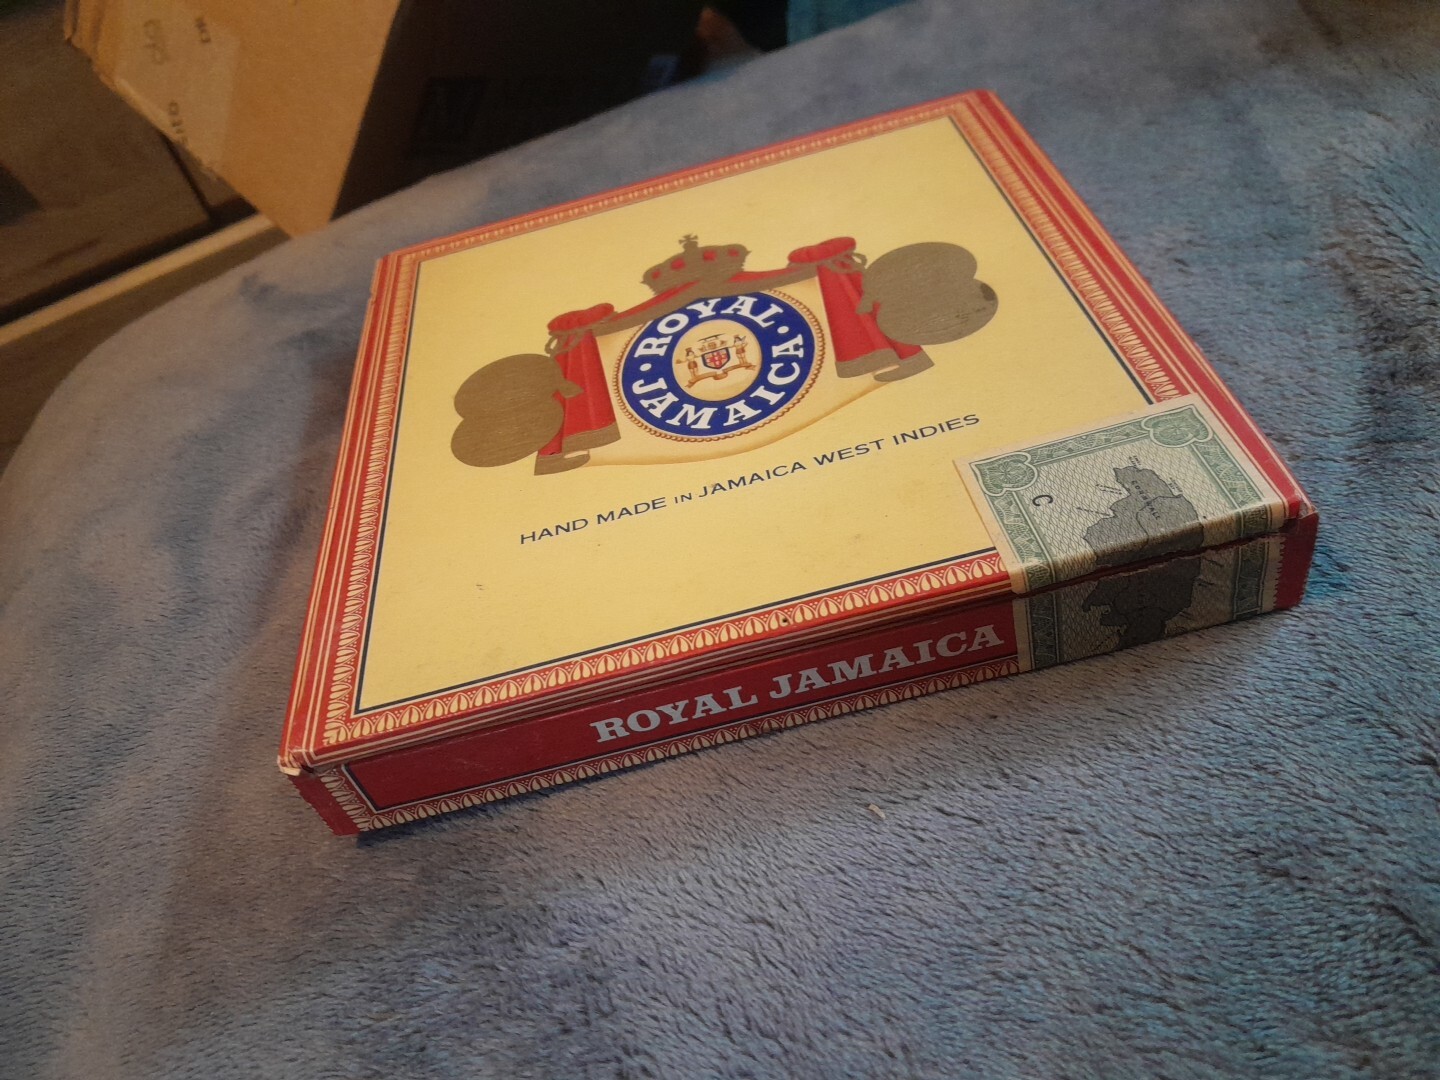 ROYAL
JAMAICA
HAND MADE IN JAMAICA WEST INDIES
C
ROYAL JAMAICA